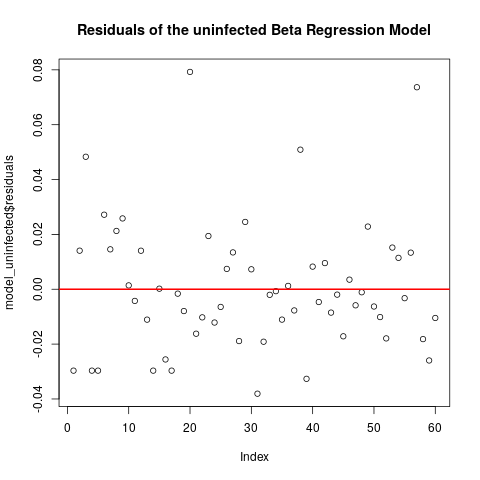 Residuals of the uninfected Beta Regression Model
model_uninfected$residuals
0.08
0.06
0.04
0.02
0.00
-0.02
-0.04
0 10 20 30 40 50 60
Index